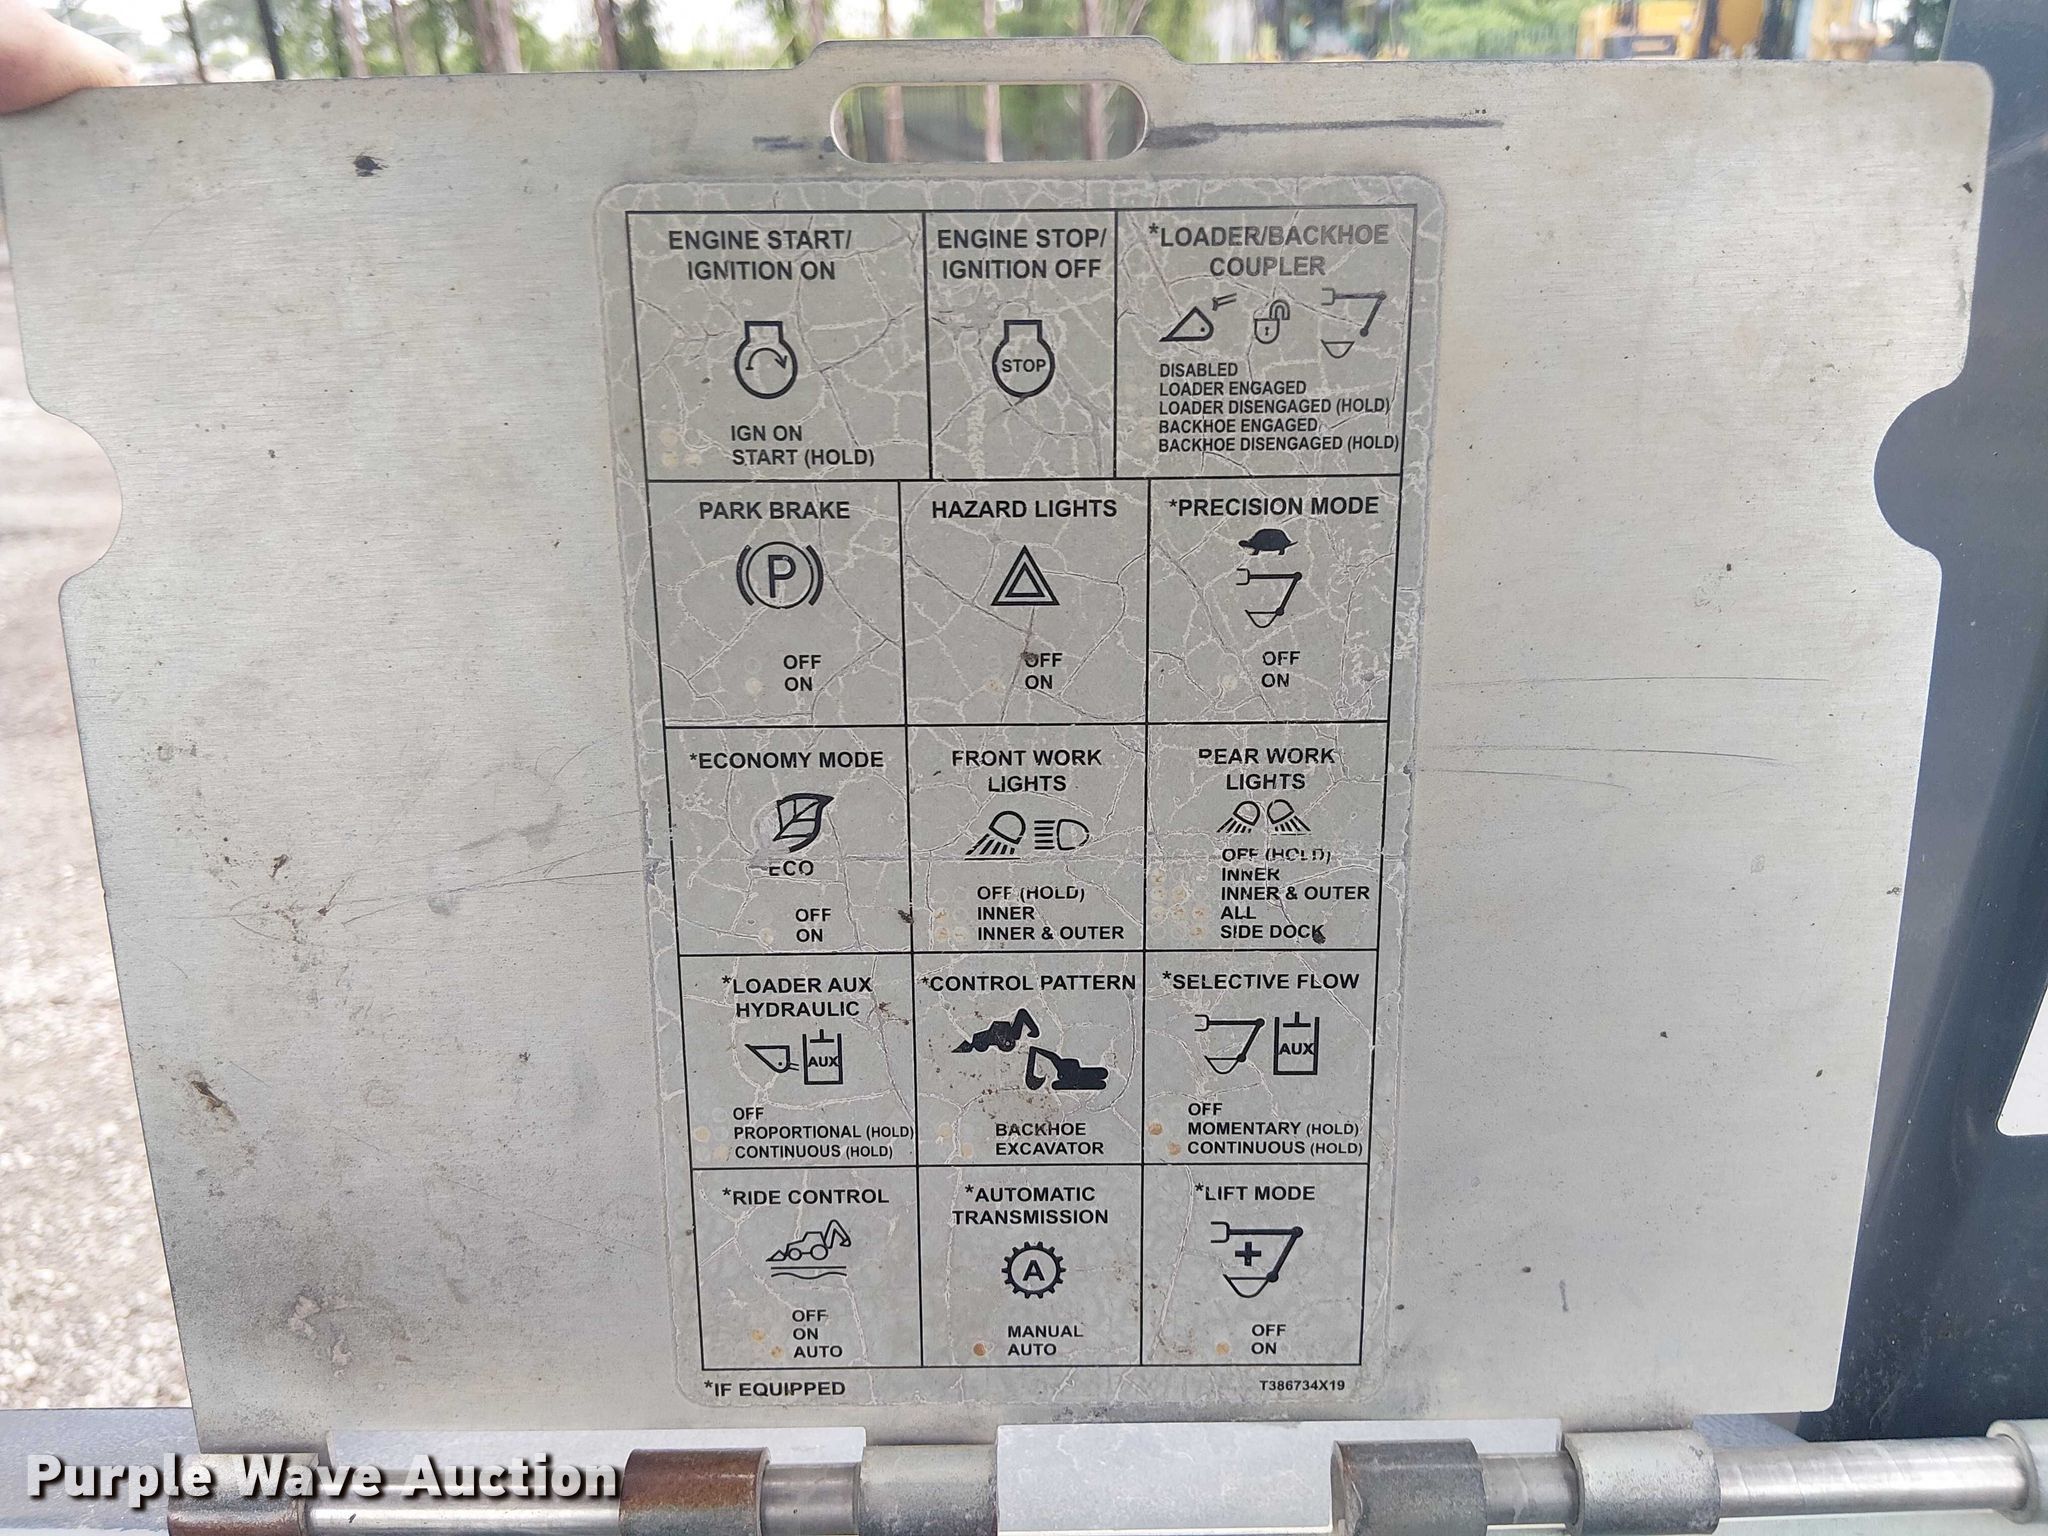 ENGINE START/
IGNITION ON
IGN ON
START (HOLD)
ENGINE STOP/
IGNITION OFF
STOP
*LOADER/BACKHOE
COUPLER
DISABLED
LOADER ENGAGED
LOADER DISENGAGED (HOLD)
BACKHOE ENGAGED
BACKHOE DISENGAGED (HOLD)
PARK BRAKE
P
OFF
ON
HAZARD LIGHTS
OFF
ON
*PRECISION MODE
OFF
ON
*ECONOMY MODE
ECO
OFF
ON
FRONT WORK
LIGHTS
OFF (HOLD)
INNER
INNER & OUTER
REAR WORK
LIGHTS
OFF (HOLD)
INNER
INNER & OUTER
ALL
SIDE DOCK
*LOADER AUX
HYDRAULIC
AUX
OFF
PROPORTIONAL (HOLD)
CONTINUOUS (HOLD)
*CONTROL PATTERN
BACKHOE
EXCAVATOR
*SELECTIVE FLOW
AUX
OFF
MOMENTARY (HOLD)
CONTINUOUS (HOLD)
*RIDE CONTROL
OFF
ON
AUTO
*AUTOMATIC
TRANSMISSION
A
MANUAL
AUTO
*LIFT MODE
OFF
ON
*IF EQUIPPED
T386734X19
Purple Wave Auction